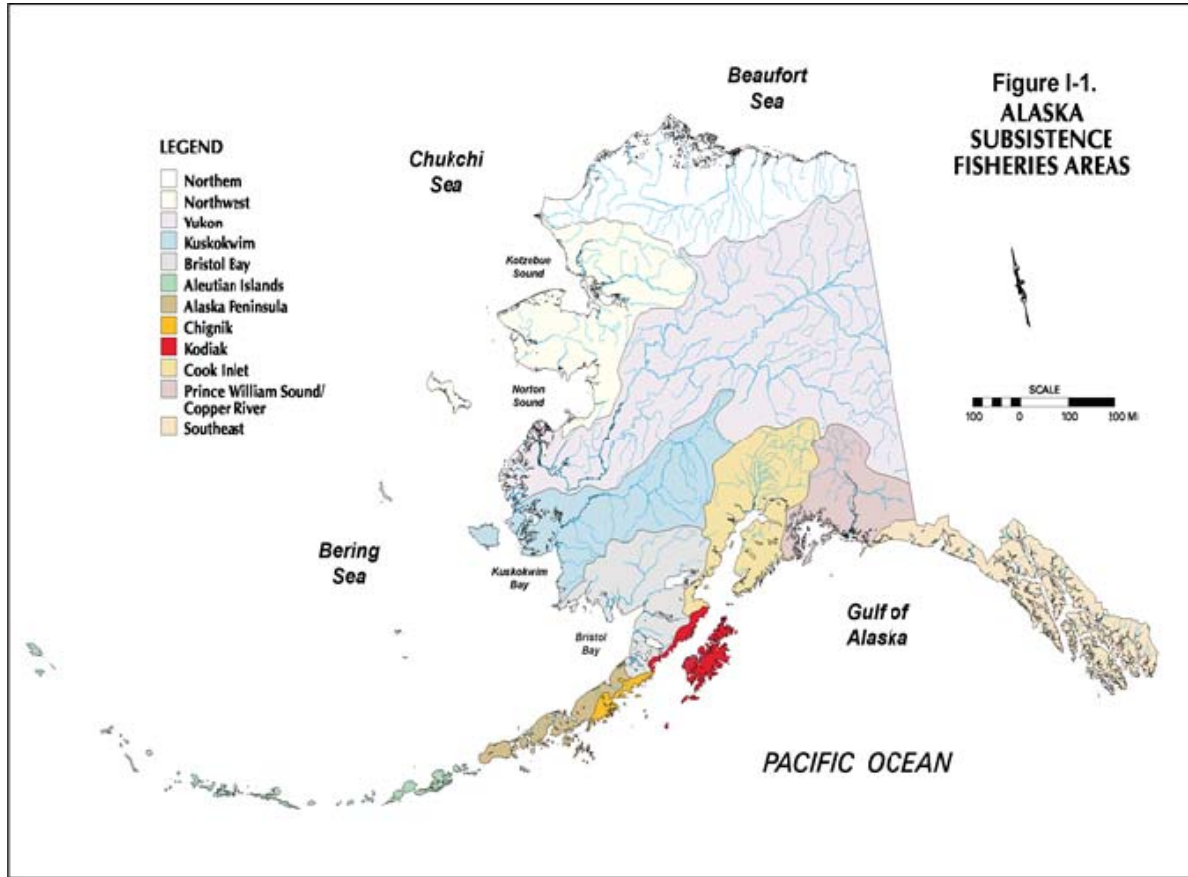 Beaufort
Sea
Figure I-1.
ALASKA
SUBSISTENCE
FISHERIES AREAS
LEGEND
Northern
Northwest
Yukon
Kuskokwim
Bristol Bay
Aleutian Islands
Alaska Peninsula
Chignik
Kodiak
Cook Inlet
Prince William Sound/
Copper River
Southeast
Chukchi
Sea
Kotzebue
Sound
Norton
Sound
SCALE
100 0 100 200 Mi
Bering
Sea
Kuskokwim
Bay
Bristol
Bay
Gulf of
Alaska
PACIFIC OCEAN